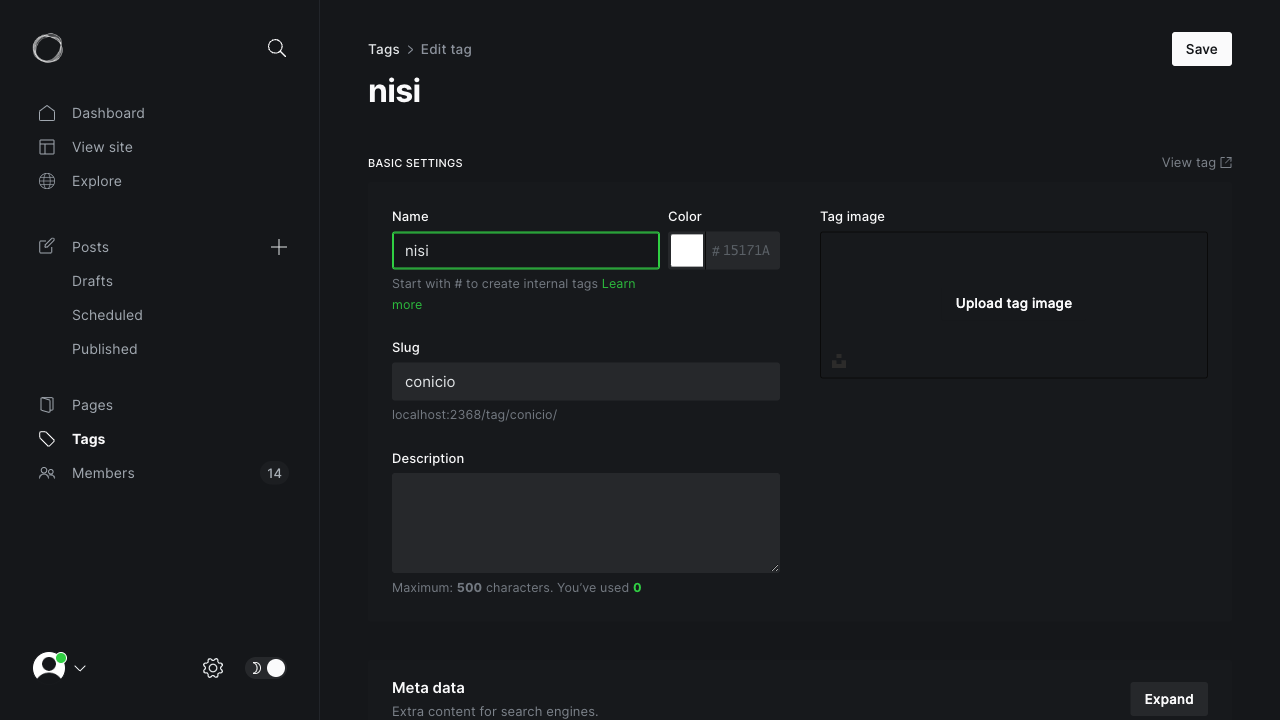 Tags > Edit tag
Save
nisi
Dashboard
View site
Explore
Posts
Drafts
Scheduled
Published
Pages
Tags
Members 14
BASIC SETTINGS
View tag
Name
nisi
Start with # to create internal tags Learn
more
Color
# 15171A
Slug
conicio
localhost:2368/tag/conicio/
Description
Maximum: 500 characters. You've used 0
Tag image
Upload tag image
Meta data
Extra content for search engines.
Expand